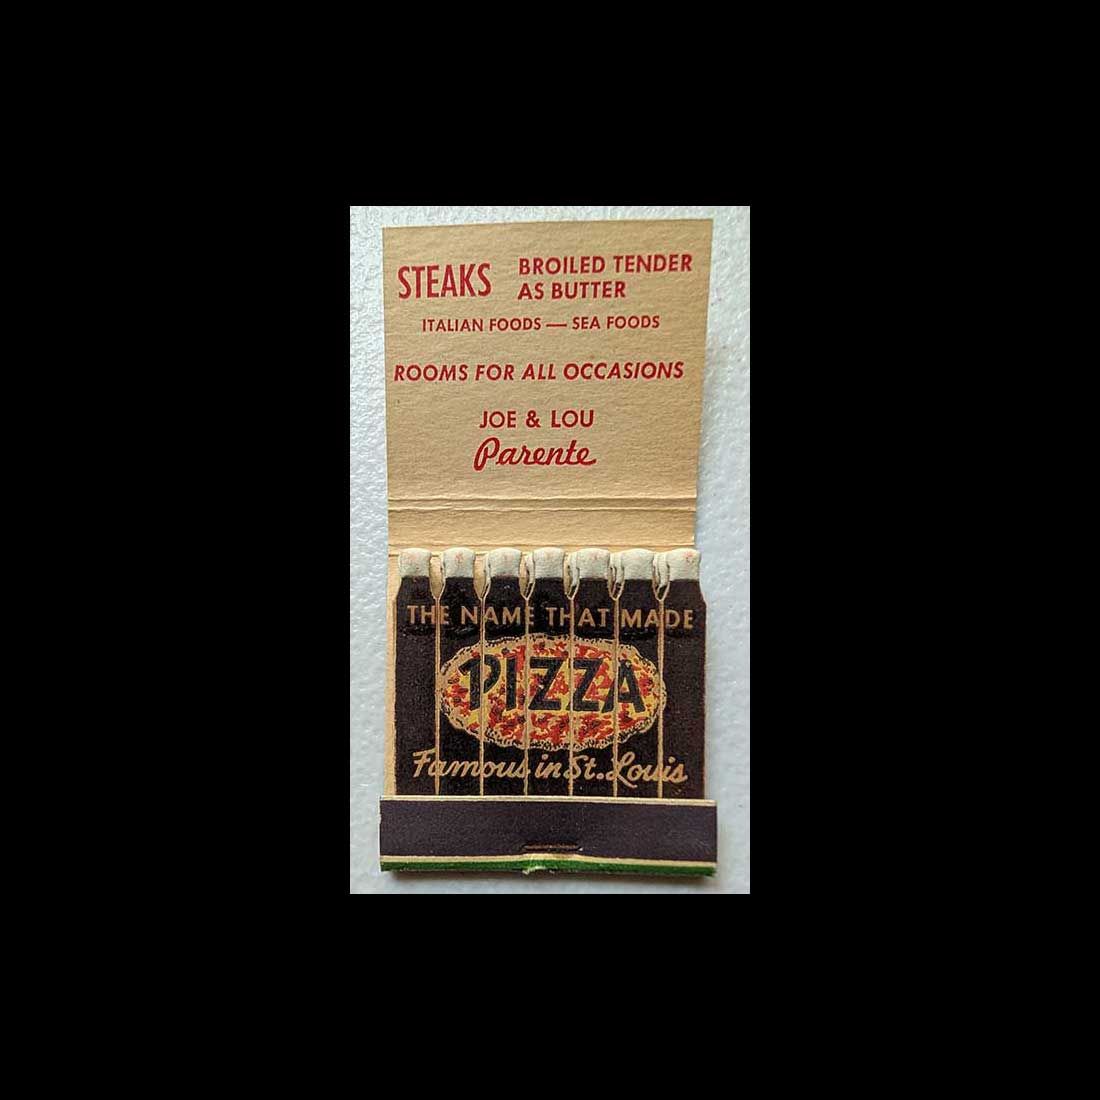 STEAKS BROILED TENDER
AS BUTTER
ITALIAN FOODS — SEA FOODS
ROOMS FOR ALL OCCASIONS
JOE & LOU
Parente
THE NAME THAT MADE
PIZZA
Famous in St. Louis